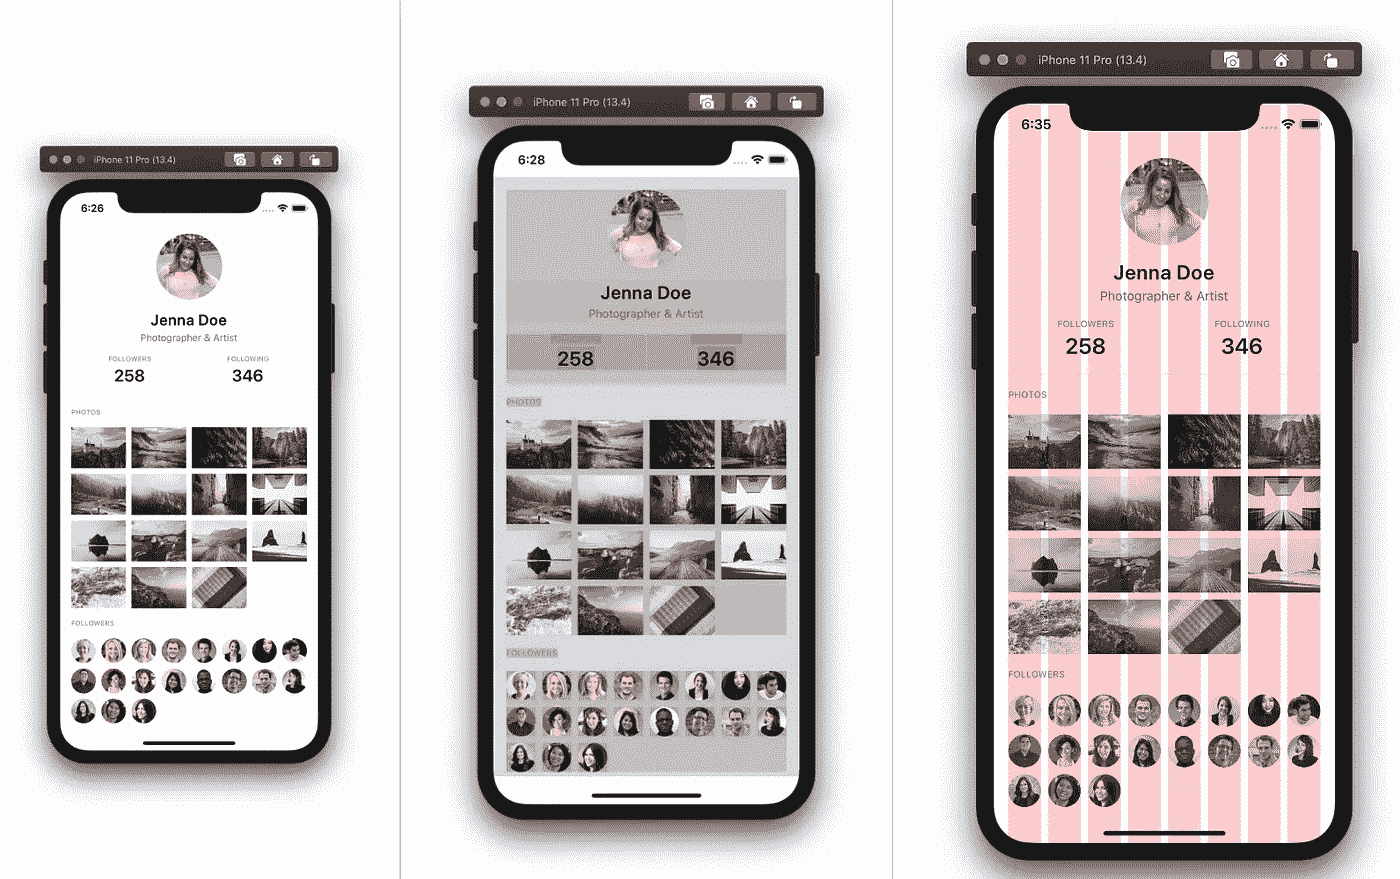 iPhone 11 Pro (13.4)
6:26
Jenna Doe
Photographer & Artist
FOLLOWERS FOLLOWING
258 346
PHOTOS
FOLLOWERS
iPhone 11 Pro (13.4)
6:28
Jenna Doe
Photographer & Artist
258 346
PHOTOS
FOLLOWERS
iPhone 11 Pro (13.4)
6:35
Jenna Doe
Photographer & Artist
FOLLOWERS FOLLOWING
258 346
PHOTOS
FOLLOWERS